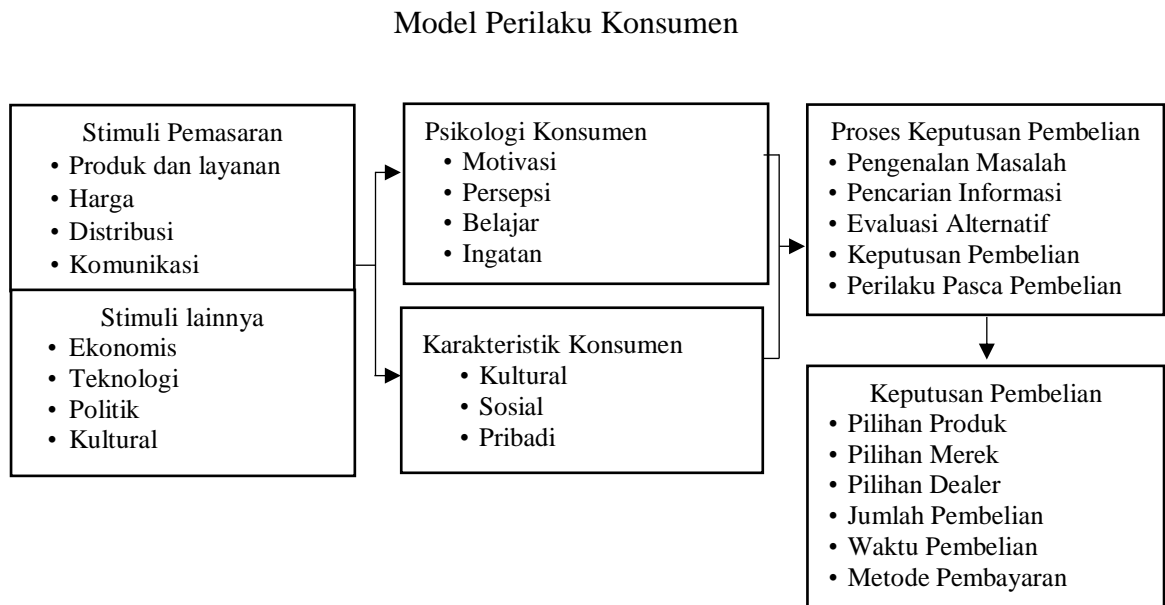 Model Perilaku Konsumen
Stimuli Pemasaran
• Produk dan layanan
• Harga
• Distribusi
• Komunikasi
Stimuli lainnya
• Ekonomis
• Teknologi
• Politik
• Kultural
Psikologi Konsumen
• Motivasi
• Persepsi
• Belajar
• Ingatan
Karakteristik Konsumen
• Kultural
• Sosial
• Pribadi
Proses Keputusan Pembelian
• Pengenalan Masalah
• Pencarian Informasi
• Evaluasi Alternatif
• Keputusan Pembelian
• Perilaku Pasca Pembelian
Keputusan Pembelian
• Pilihan Produk
• Pilihan Merek
• Pilihan Dealer
• Jumlah Pembelian
• Waktu Pembelian
• Metode Pembayaran